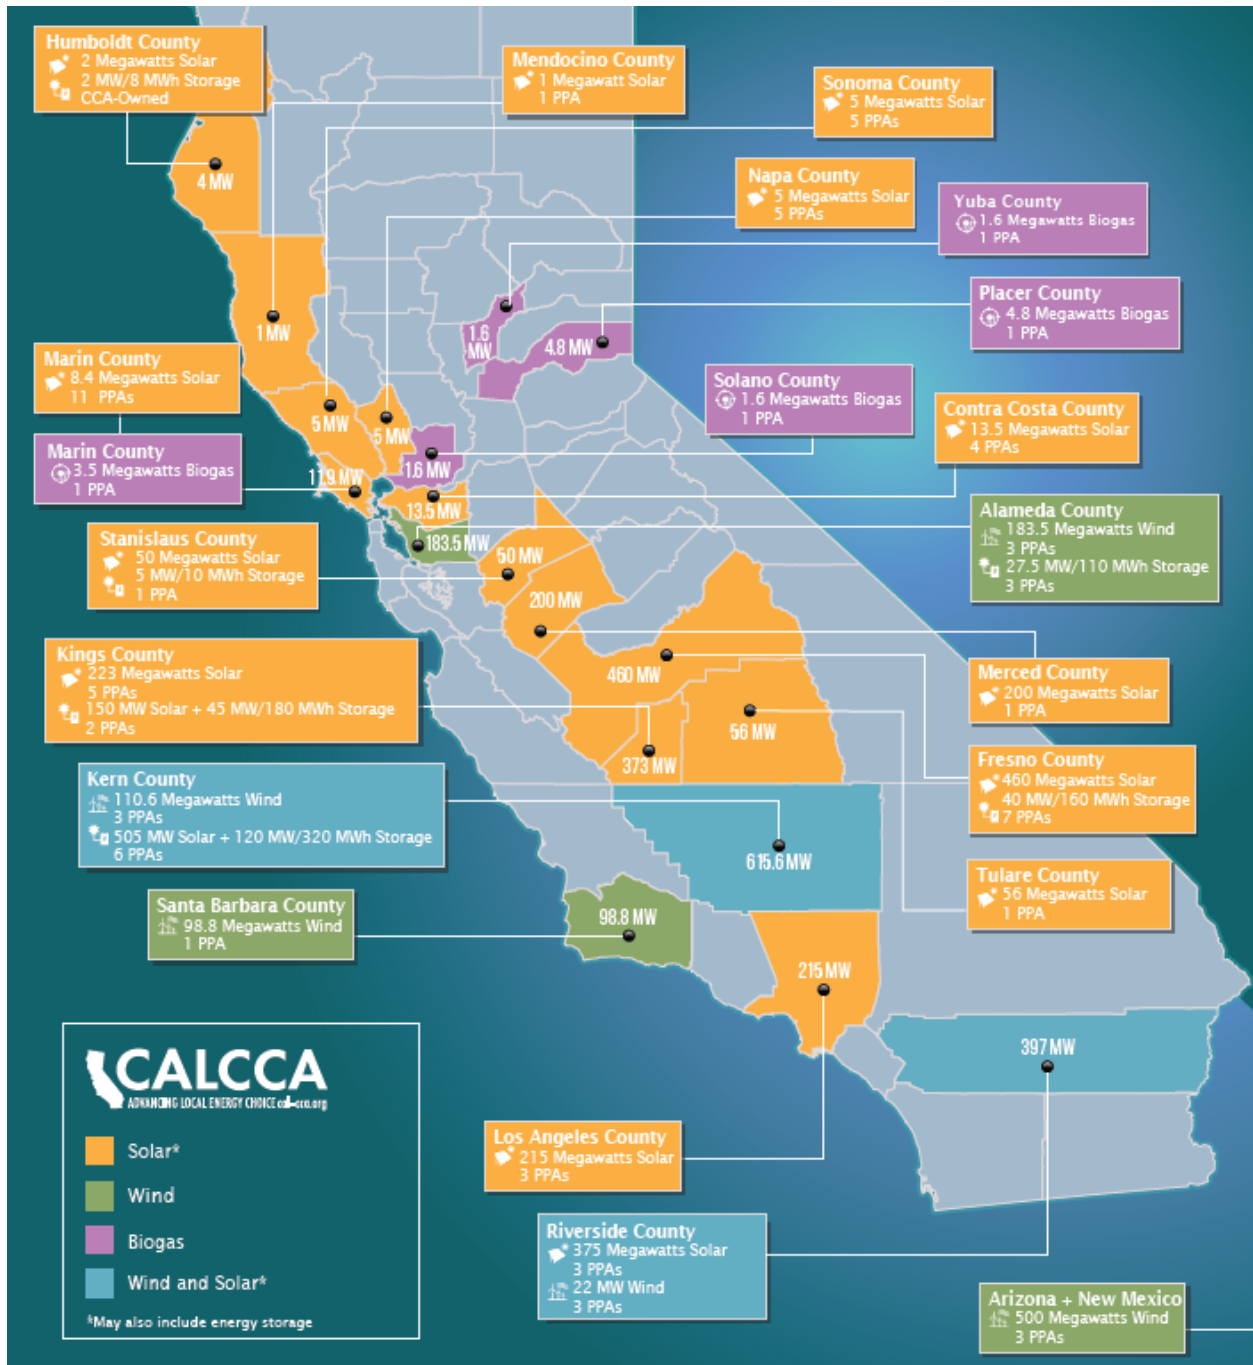 Humboldt County
2 Megawatts Solar
2 MW/8 MWh Storage
CCA-Owned
Mendocino County
1 Megawatt Solar
1 PPA
Sonoma County
5 Megawatts Solar
5 PPAs
Napa County
5 Megawatts Solar
5 PPAs
Yuba County
1.6 Megawatts Biogas
1 PPA
Placer County
4.8 Megawatts Biogas
1 PPA
Marin County
8.4 Megawatts Solar
11 PPAs
Marin County
3.5 Megawatts Biogas
1 PPA
Solano County
1.6 Megawatts Biogas
1 PPA
Contra Costa County
13.5 Megawatts Solar
4 PPAs
Alameda County
183.5 Megawatts Wind
3 PPAs
27.5 MW/110 MWh Storage
3 PPAs
Stanislaus County
50 Megawatts Solar
5 MW/10 MWh Storage
1 PPA
Kings County
223 Megawatts Solar
5 PPAs
150 MW Solar + 45 MW/180 MWh Storage
2 PPAs
Merced County
200 Megawatts Solar
1 PPA
Fresno County
460 Megawatts Solar
40 MW/160 MWh Storage
7 PPAs
Kern County
110.6 Megawatts Wind
3 PPAs
505 MW Solar + 120 MW/320 MWh Storage
6 PPAs
Tulare County
56 Megawatts Solar
1 PPA
Santa Barbara County
98.8 Megawatts Wind
1 PPA
4 MW
1 MW
1.6
MW
4.8 MW
5 MW
5 MW
1.6 MW
11.9 MW
13.5 MW
183.5 MW
50 MW
200 MW
460 MW
56 MW
373 MW
615.6 MW
98.8 MW
215 MW
397 MW
CALCCA
ADVANCING LOCAL ENERGY CHOICE cal-cca.org
Solar*
Wind
Biogas
Wind and Solar*
*May also include energy storage
Los Angeles County
215 Megawatts Solar
3 PPAs
Riverside County
375 Megawatts Solar
3 PPAs
22 MW Wind
3 PPAs
Arizona + New Mexico
500 Megawatts Wind
3 PPAs